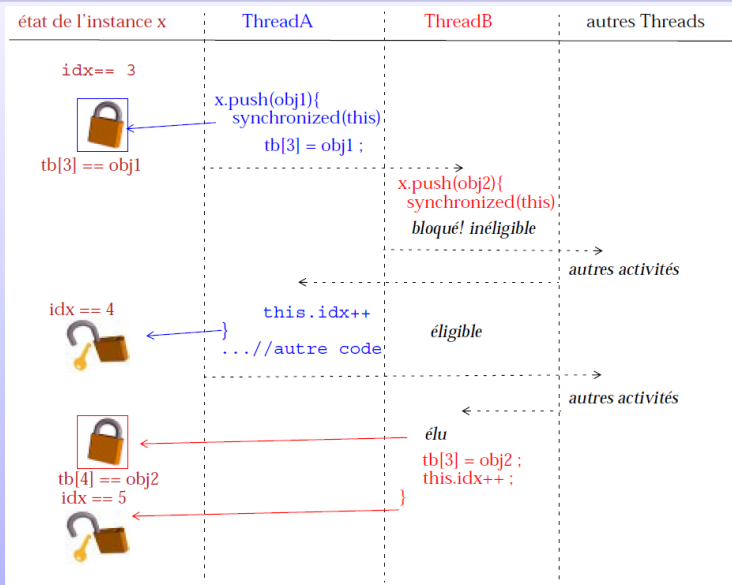 état de l'instance x ThreadA ThreadB autres Threads
idx== 3
x.push(obj1){
synchronized(this)
tb[3] = obj1 ;
tb[3] == obj1
x.push(obj2){
synchronized(this)
bloqué! inéligible
autres activités
idx == 4
this.idx++
}
éligible
...//autre code
autres activités
élu
tb[3] = obj2 ;
tb[4] == obj2
this.idx++ ;
idx == 5
}